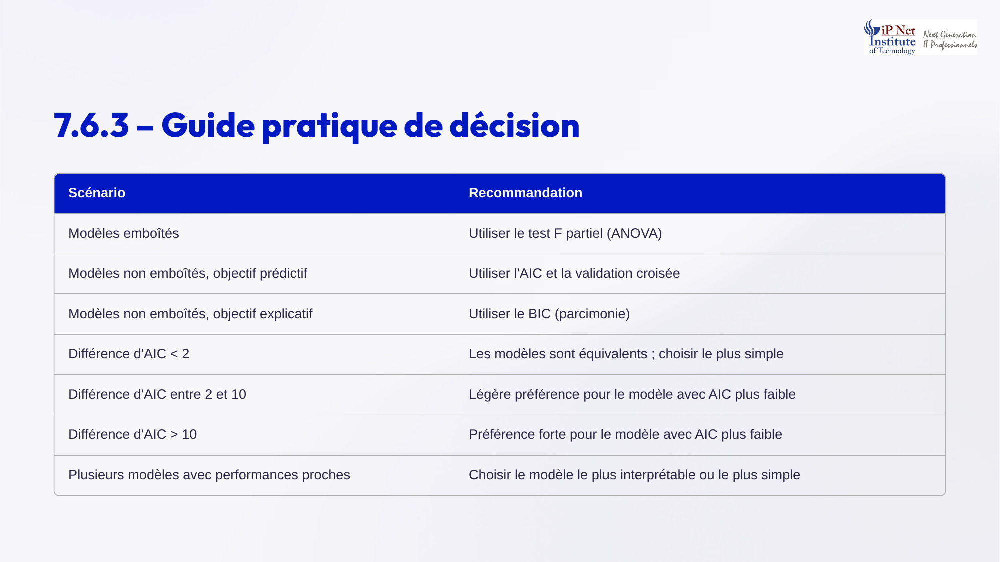 iP Net
Institute
of Technology
Next Generation
IT Professionnels
7.6.3 – Guide pratique de décision
Scénario Recommandation
Modèles emboîtés Utiliser le test F partiel (ANOVA)
Modèles non emboîtés, objectif prédictif Utiliser l'AIC et la validation croisée
Modèles non emboîtés, objectif explicatif Utiliser le BIC (parcimonie)
Différence d'AIC < 2 Les modèles sont équivalents ; choisir le plus simple
Différence d'AIC entre 2 et 10 Légère préférence pour le modèle avec AIC plus faible
Différence d'AIC > 10 Préférence forte pour le modèle avec AIC plus faible
Plusieurs modèles avec performances proches Choisir le modèle le plus interprétable ou le plus simple